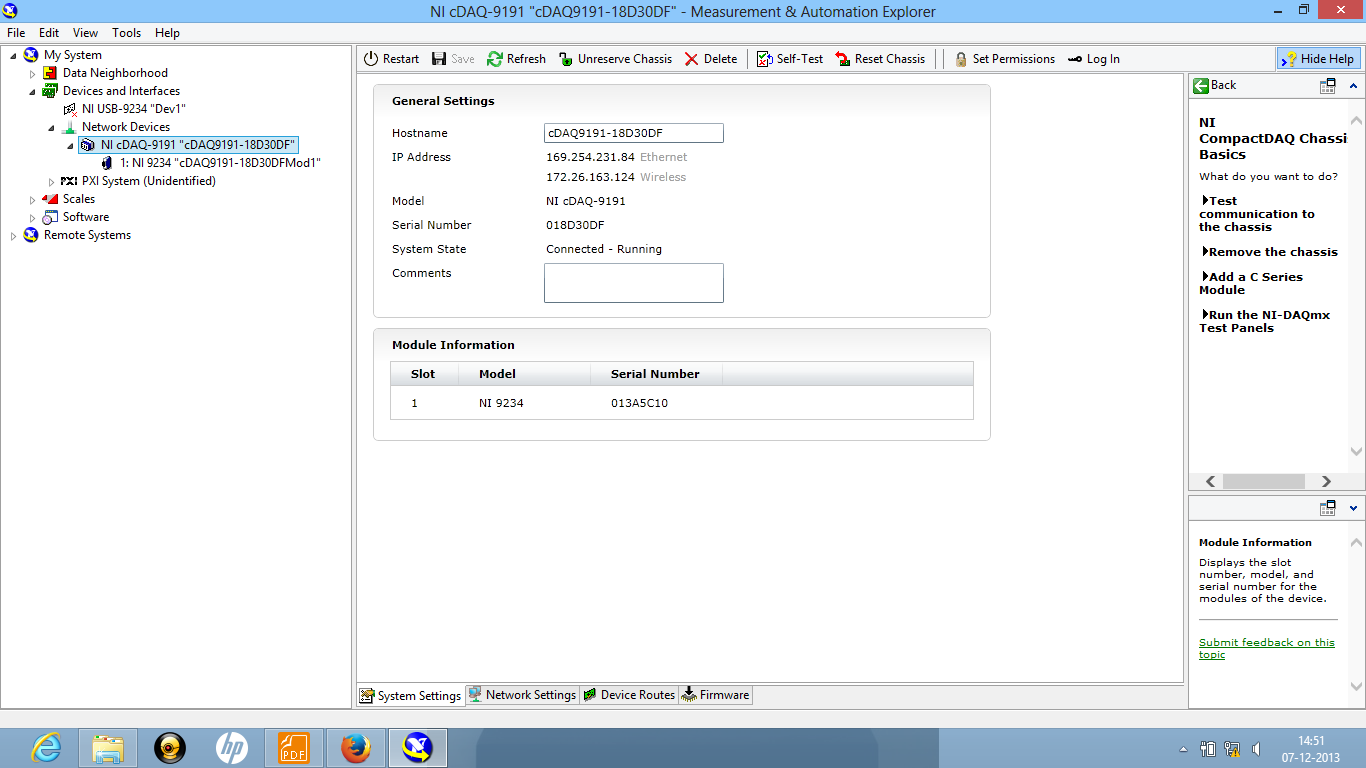 NI cDAQ-9191 "cDAQ9191-18D30DF" - Measurement & Automation Explorer
File Edit View Tools Help
My System
Data Neighborhood
Devices and Interfaces
NI USB-9234 "Dev1"
Network Devices
NI cDAQ-9191 "cDAQ9191-18D30DF"
1: NI 9234 "cDAQ9191-18D30DFMod1"
PXI PXI System (Unidentified)
Scales
Software
Remote Systems
Restart Save Refresh Unreserve Chassis Delete Self-Test Reset Chassis Set Permissions Log In Hide Help
General Settings
Hostname cDAQ9191-18D30DF
IP Address 169.254.231.84 Ethernet
172.26.163.124 Wireless
Model NI cDAQ-9191
Serial Number 018D30DF
System State Connected - Running
Comments
Module Information
Slot Model Serial Number
1 NI 9234 013A5C10
System Settings Network Settings Device Routes Firmware
Back
NI
CompactDAQ Chassi
Basics
What do you want to do?
Test
communication to
the chassis
Remove the chassis
Add a C Series
Module
Run the NI-DAQmx
Test Panels
Module Information
Displays the slot
number, model, and
serial number for the
modules of the device.
Submit feedback on this
topic
hp
PDF
14:51
07-12-2013